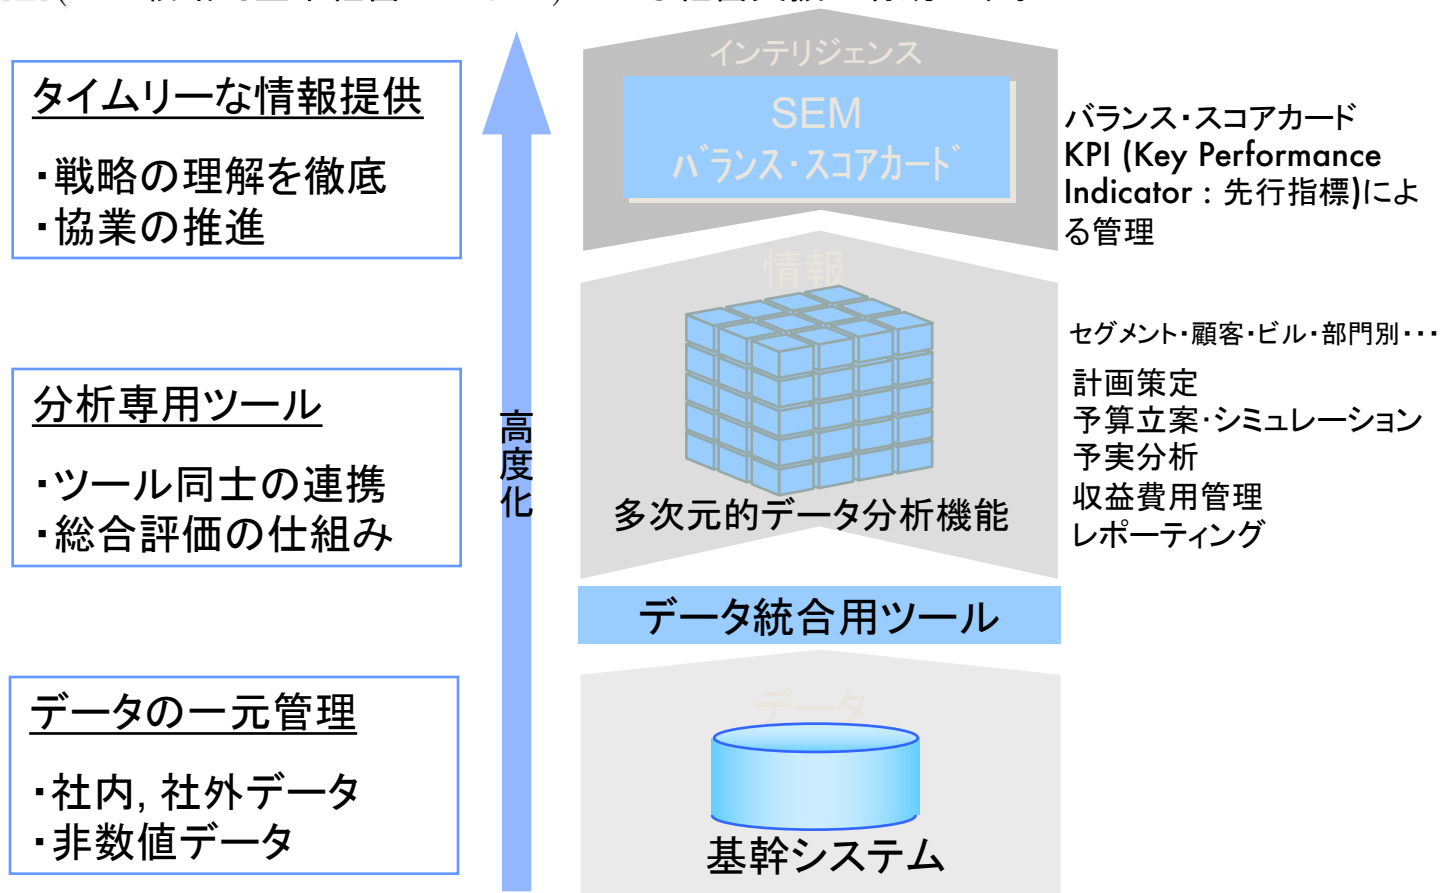 タイムリーな情報提供
・戦略の理解を徹底
・協業の推進
分析専用ツール
・ツール同士の連携
・総合評価の仕組み
データの一元管理
・社内, 社外データ
・非数値データ
高度化
インテリジェンス
SEM
バランス・スコアカード
情報
多次元的データ分析機能
データ統合用ツール
データ
基幹システム
バランス・スコアカード
KPI (Key Performance
Indicator : 先行指標)によ
る管理
セグメント・顧客・ビル・部門別・・・
計画策定
予算立案・シミュレーション
予実分析
収益費用管理
レポーティング